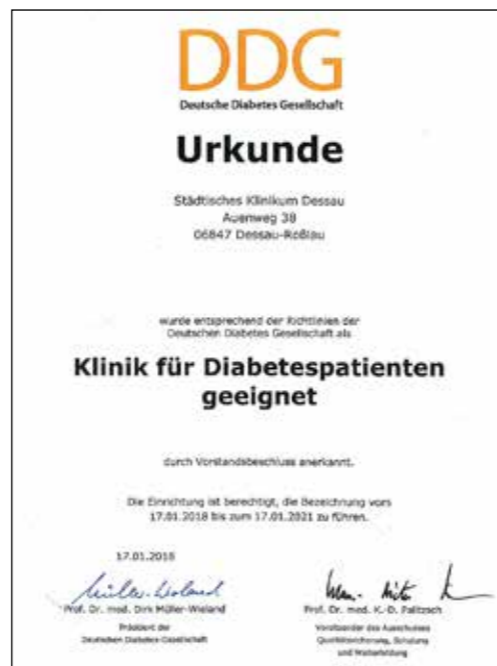 DDG
Deutsche Diabetes Gesellschaft
Urkunde
Städtisches Klinikum Dessau
Auenweg 38
06847 Dessau-Roßlau
wurde entsprechend der Richtlinien der
Deutschen Diabetes Gesellschaft als
Klinik für Diabetespatienten
geeignet
durch Vorstandsbeschluss anerkannt.
Die Einrichtung ist berechtigt, die Bezeichnung vom
17.01.2018 bis zum 17.01.2021 zu führen.
17.01.2018
Prof. Dr. med. Dirk Müller-Wieland
Präsident der
Deutschen Diabetes Gesellschaft
Prof. Dr. med. K.-D. Palitzsch
Vorsitzender des Ausschusses
Qualitätssicherung, Schulung
und Weiterbildung